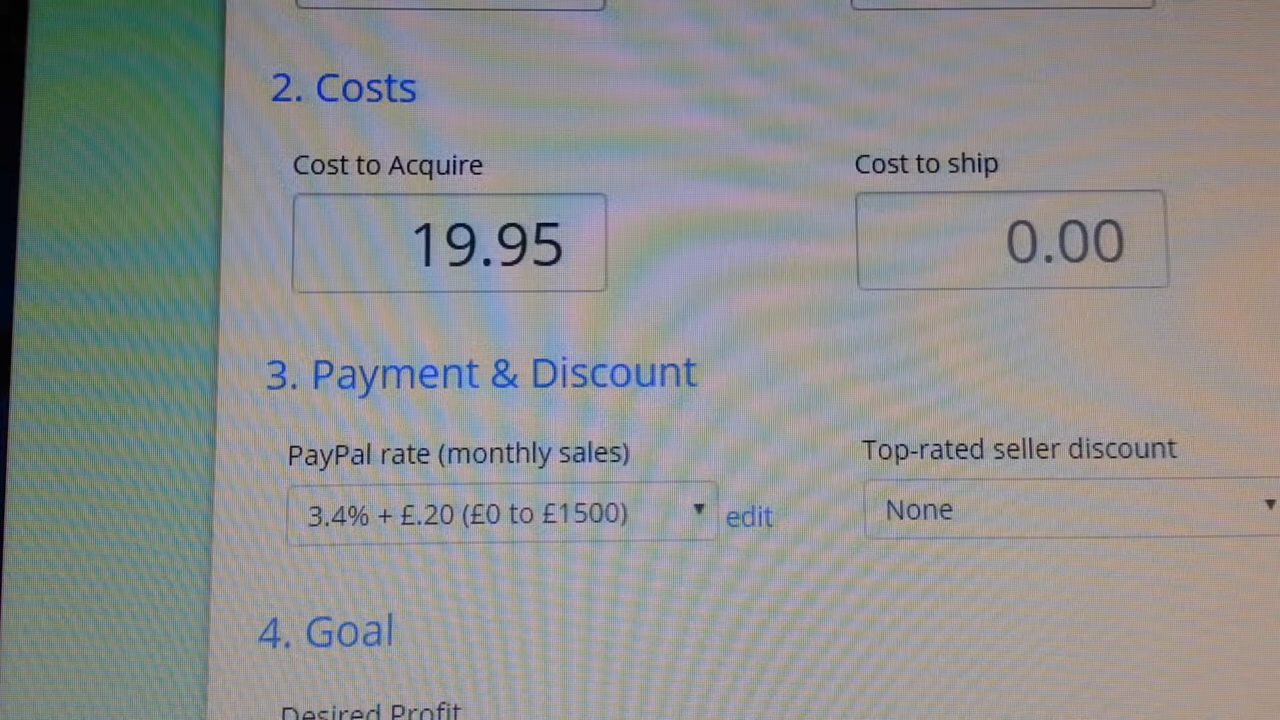 2. Costs
Cost to Acquire
Cost to ship
19.95
0.00
3. Payment & Discount
PayPal rate (monthly sales)
Top-rated seller discount
3.4% + £.20 (£0 to £1500)
edit
None
4. Goal
Desired Profit